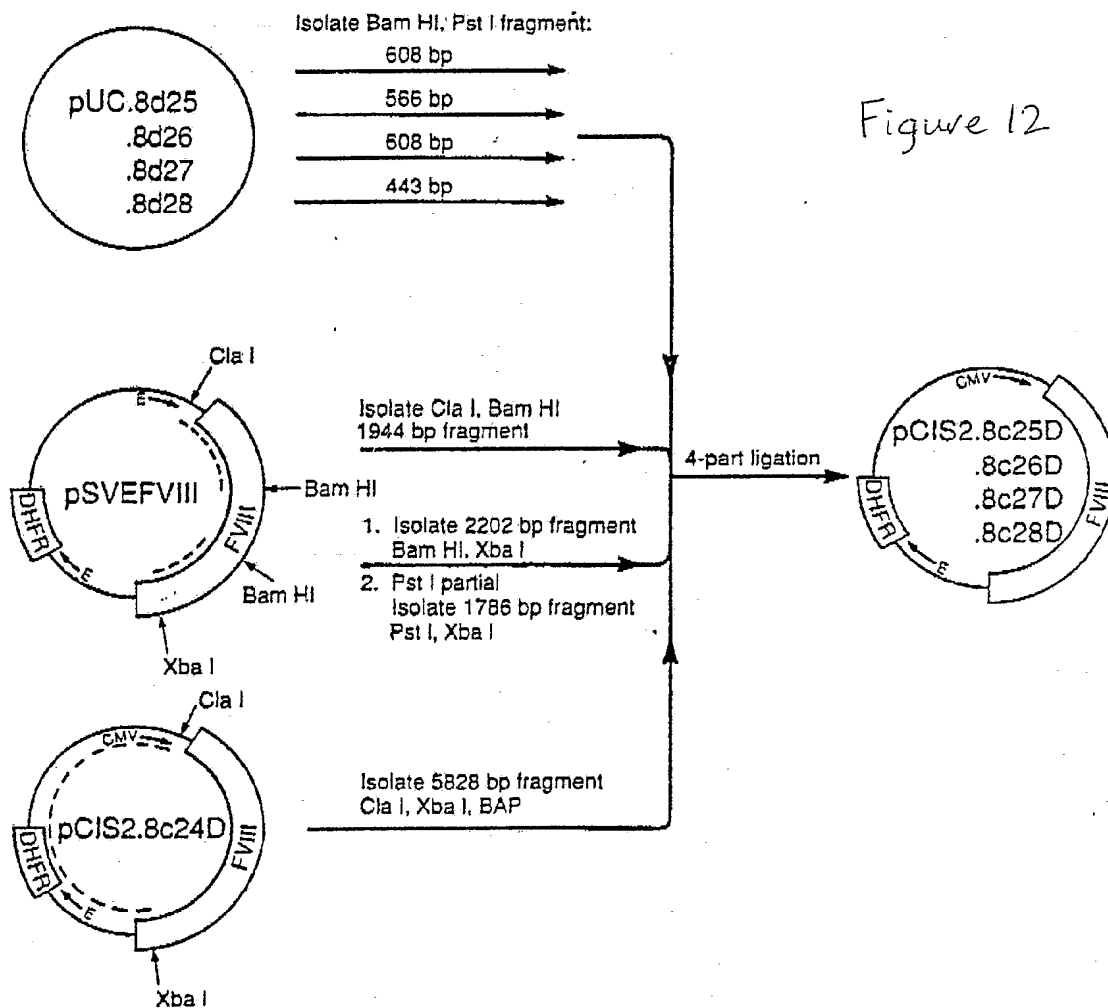 Isolate Bam HI, Pst I fragment:
608 bp
566 bp
608 bp
443 bp
pUC.8d25
.8d26
.8d27
.8d28
Figure 12
Cla I
E
pSVEFVIII
DHFR
E
FVIII
Bam HI
Bam HI
Xba I
Isolate Cla I, Bam HI
1944 bp fragment
1. Isolate 2202 bp fragment
Bam HI, Xba I
2. Pst I partial
Isolate 1786 bp fragment
Pst I, Xba I
4-part ligation
CMV
pCIS2.8c25D
.8c26D
.8c27D
.8c28D
DHFR
E
FVIII
Cla I
CMV
pCIS2.8c24D
DHFR
E
FVIII
Xba I
Isolate 5828 bp fragment
Cla I, Xba I, BAP